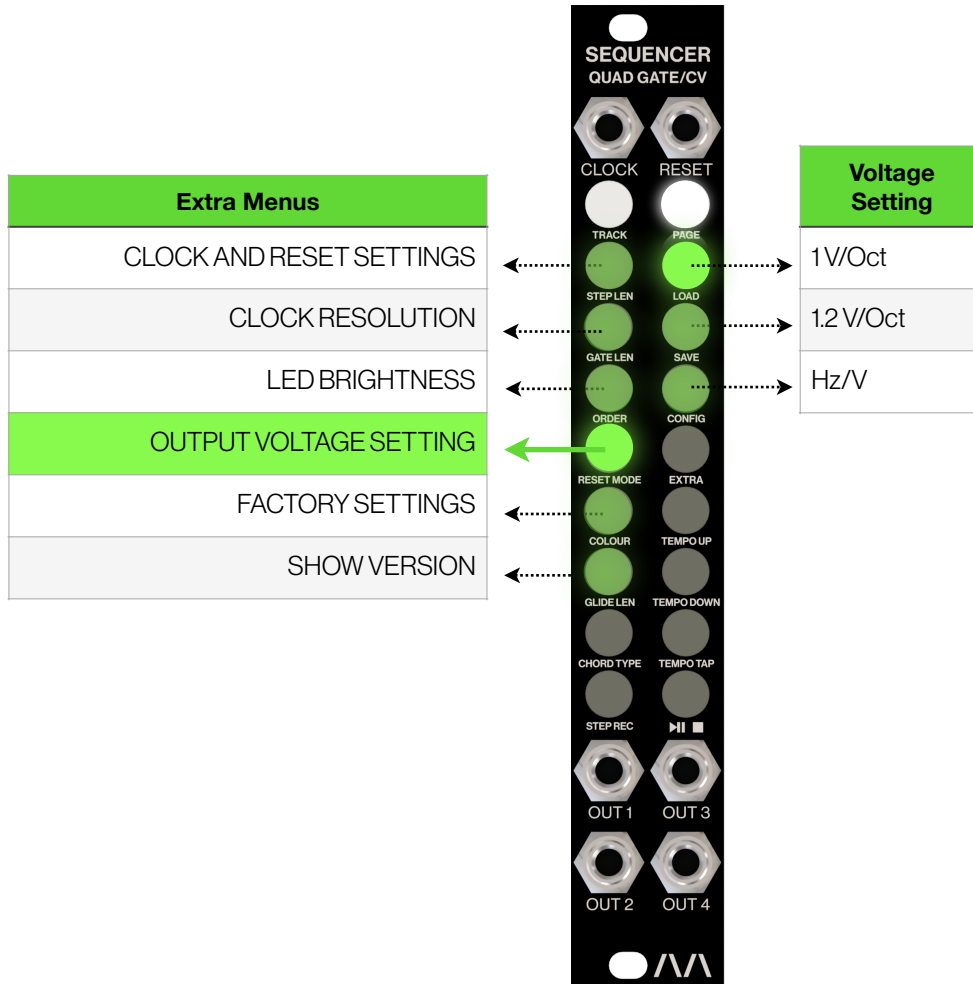 SEQUENCER
QUAD GATE/CV
CLOCK RESET
TRACK PAGE
STEP LEN LOAD
GATE LEN SAVE
ORDER CONFIG
RESET MODE EXTRA
COLOUR TEMPO UP
GLIDE LEN TEMPO DOWN
CHORD TYPE TEMPO TAP
STEP REC
OUT 1 OUT 3
OUT 2 OUT 4
Extra Menus
CLOCK AND RESET SETTINGS
CLOCK RESOLUTION
LED BRIGHTNESS
OUTPUT VOLTAGE SETTING
FACTORY SETTINGS
SHOW VERSION
Voltage
Setting
1 V/Oct
1.2 V/Oct
Hz/V